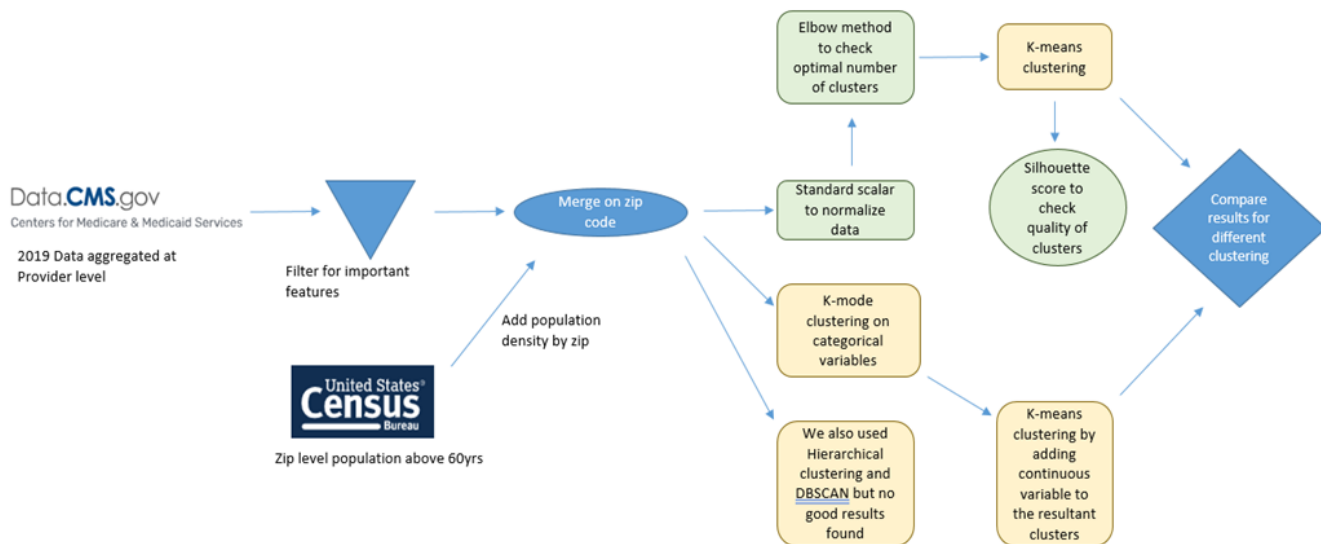 Data.CMS.gov
Centers for Medicare & Medicaid Services
2019 Data aggregated at
Provider level
Filter for important
features
United States®
Census
Bureau
Zip level population above 60yrs
Add population
density by zip
Merge on zip
code
Elbow method
to check
optimal number
of clusters
Standard scalar
to normalize
data
K-mode
clustering on
categorical
variables
We also used
Hierarchical
clustering and
DBSCAN but no
good results
found
K-means
clustering
Silhouette
score to
check
quality of
clusters
K-means
clustering by
adding
continuous
variable to
the resultant
clusters
Compare
results for
different
clustering